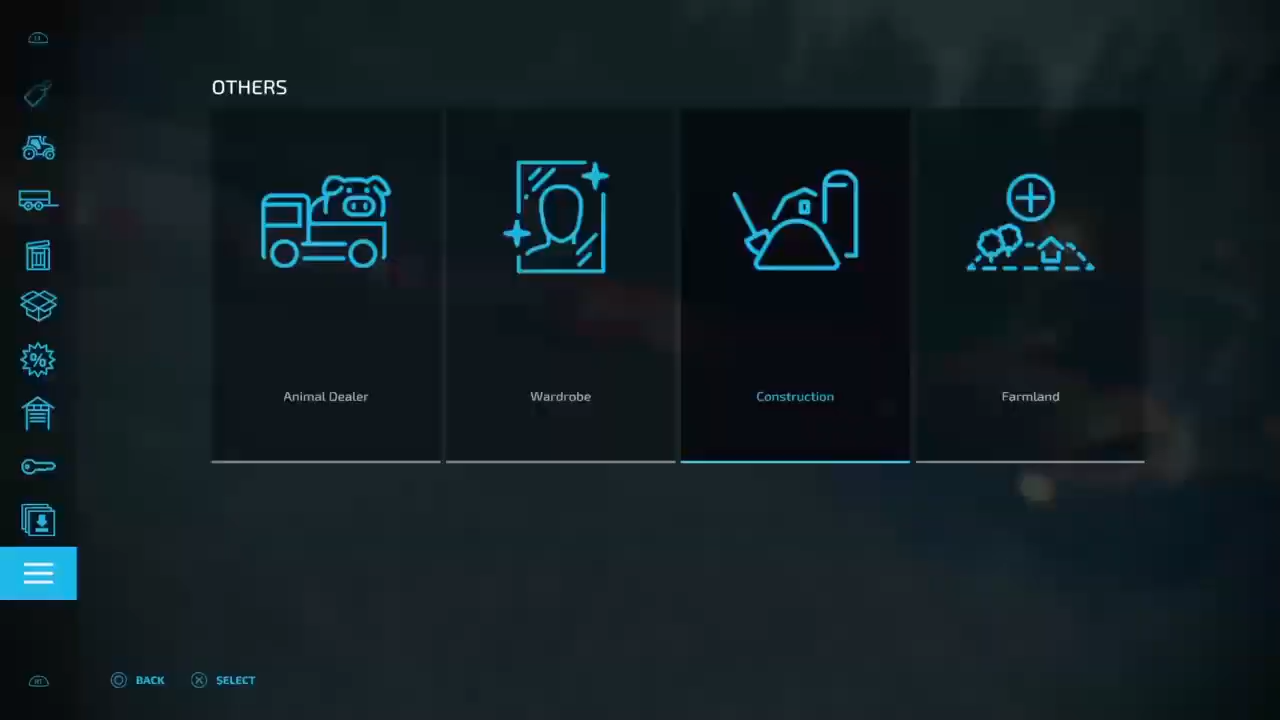 OTHERS
Animal Dealer
Wardrobe
Construction
Farmland
BACK
SELECT